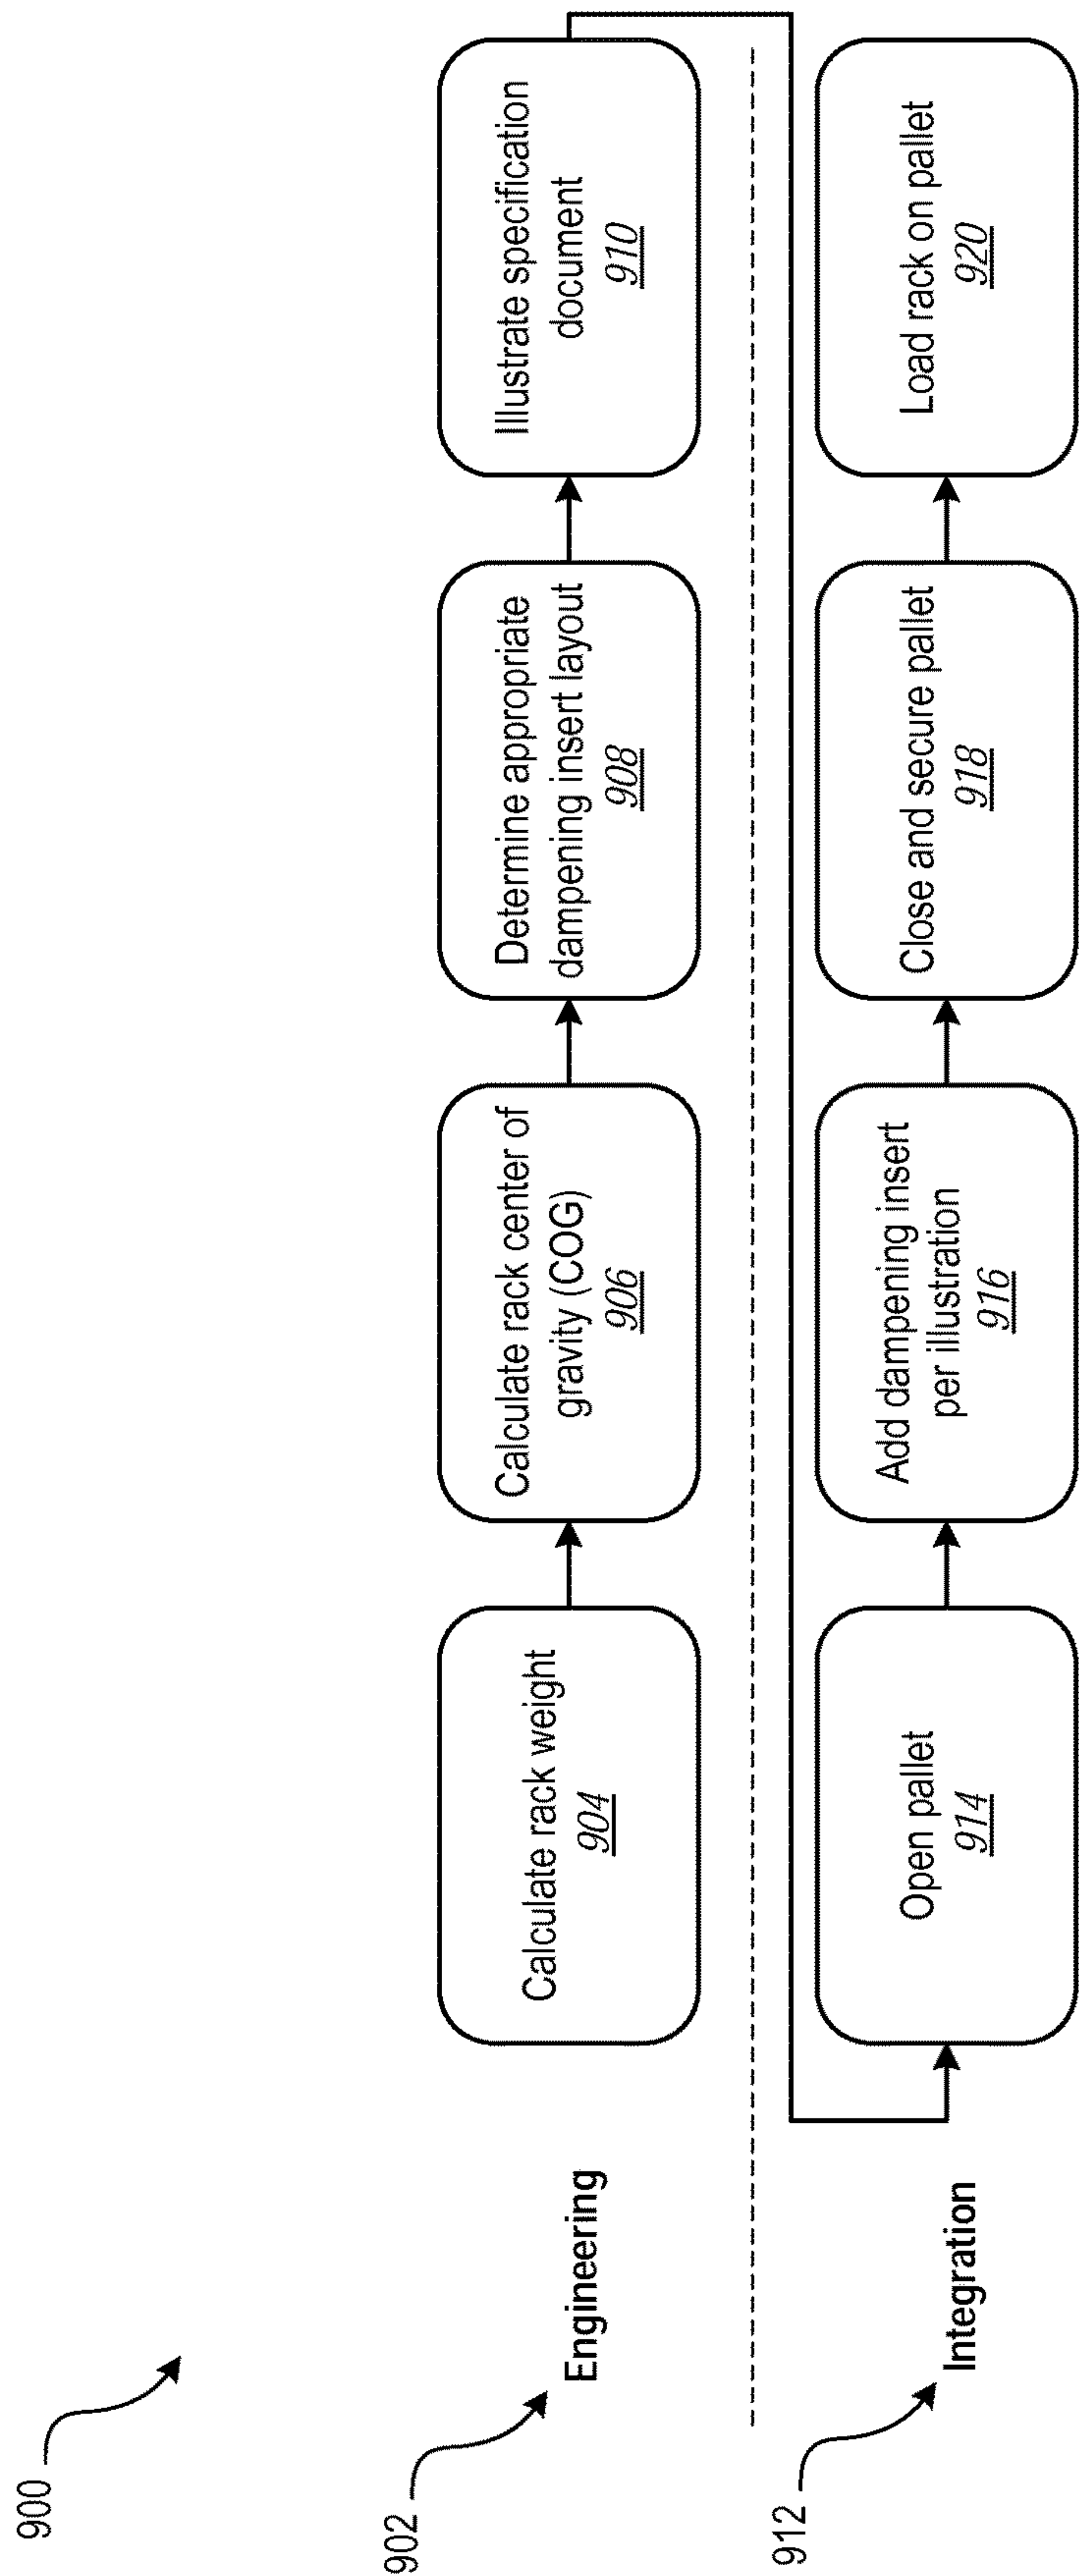 900
902
Engineering
Calculate rack weight
904
Calculate rack center of
gravity (COG)
906
Determine appropriate
dampening insert layout
908
Illustrate specification
document
910
912
Integration
Open pallet
914
Add dampening insert
per illustration
916
Close and secure pallet
918
Load rack on pallet
920